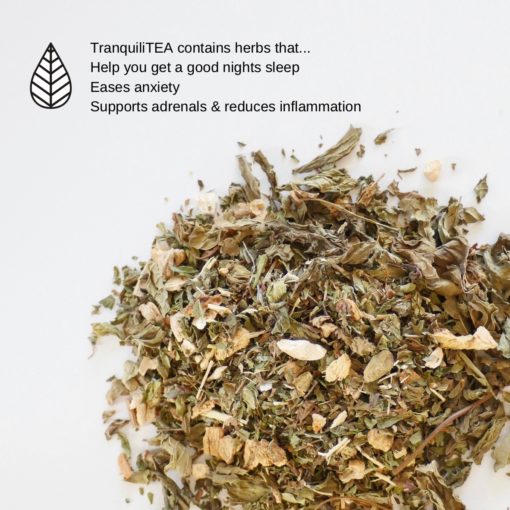 TranquiliTEA contains herbs that...
Help you get a good nights sleep
Eases anxiety
Supports adrenals & reduces inflammation